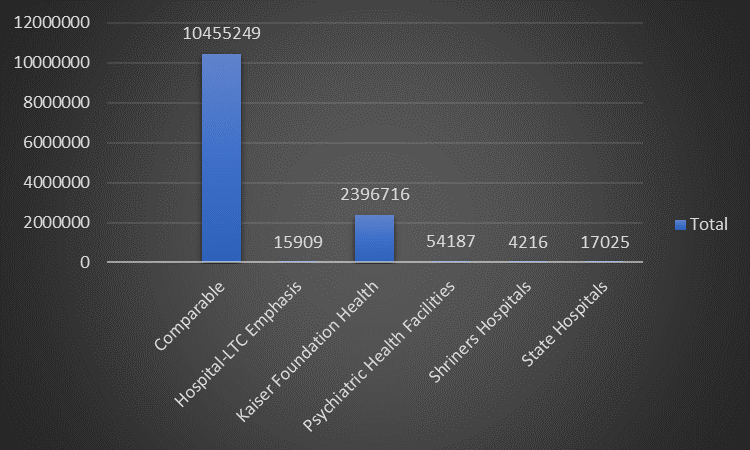 12000000
10000000
8000000
6000000
4000000
2000000
0
10455249
15909
2396716
54187
4216
17025
Comparable
Hospital-LTC Emphasis
Kaiser Foundation Health
Psychiatric Health Facilities
Shriners Hospitals
State Hospitals
Total